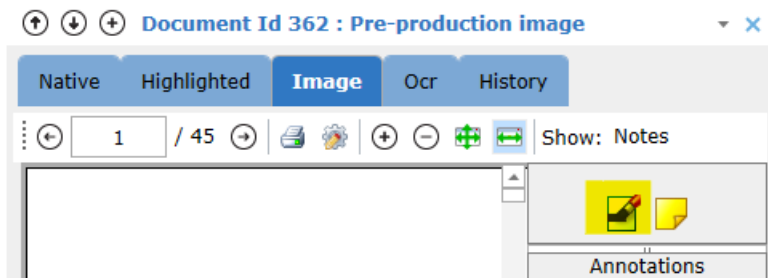 Document Id 362 : Pre-production image
Native Highlighted Image Ocr History
1 / 45 Show: Notes
Annotations